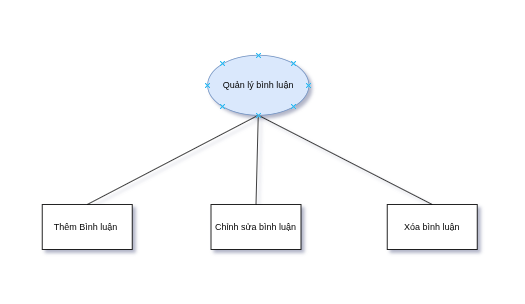 Quản lý bình luận
Thêm Bình luận
Chỉnh sửa bình luận
Xóa bình luận